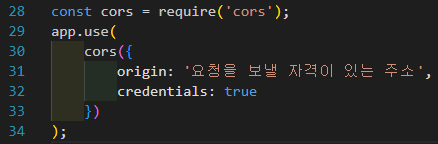 28 const cors = require('cors');
29 app.use(
30 cors({
31 origin: '요청을 보낼 자격이 있는 주소',
32 credentials: true
33 })
34 );